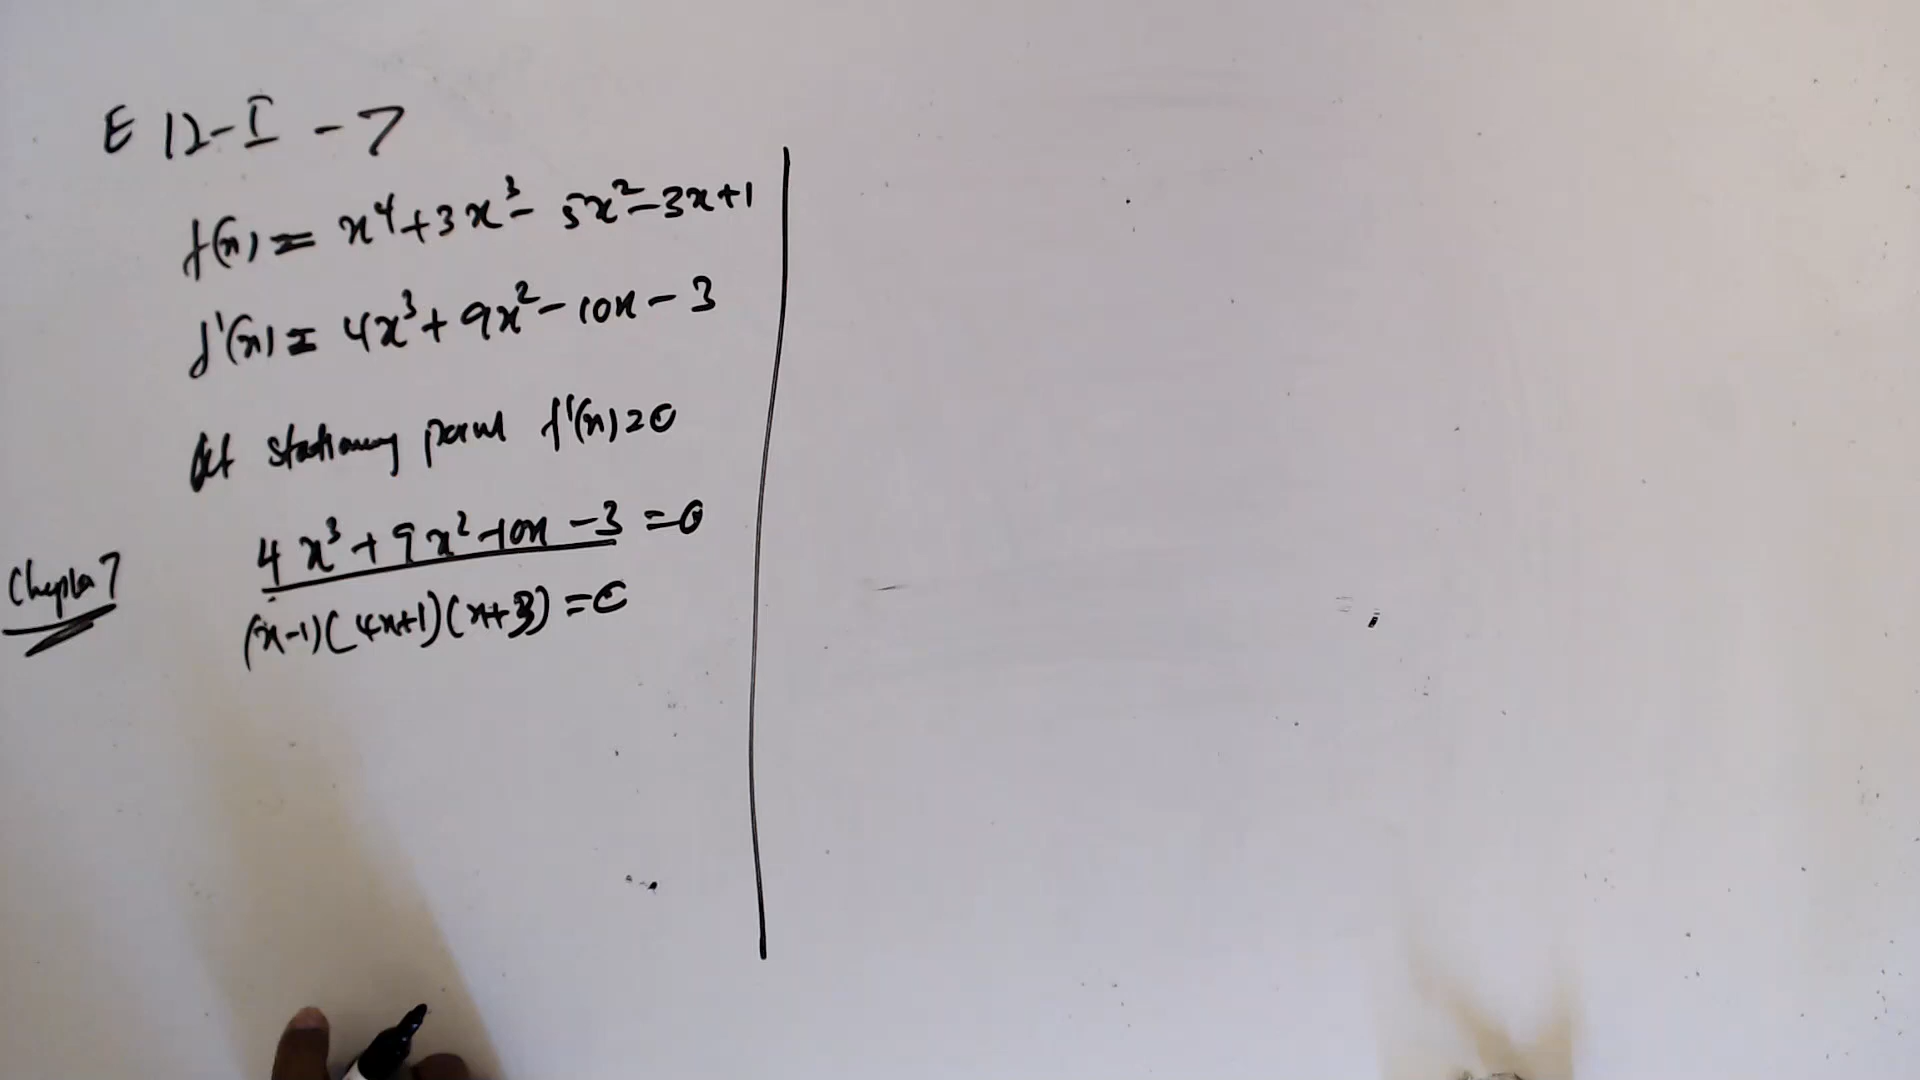 E 12-I-7
f(x) = x⁴+3x³-5x²-3x+1
f'(x) = 4x³+9x²-10x-3
At stationary point f'(x)=0
4x³+9x²-10x-3=0
Chapter 7
(x-1)(4x+1)(x+3)=0